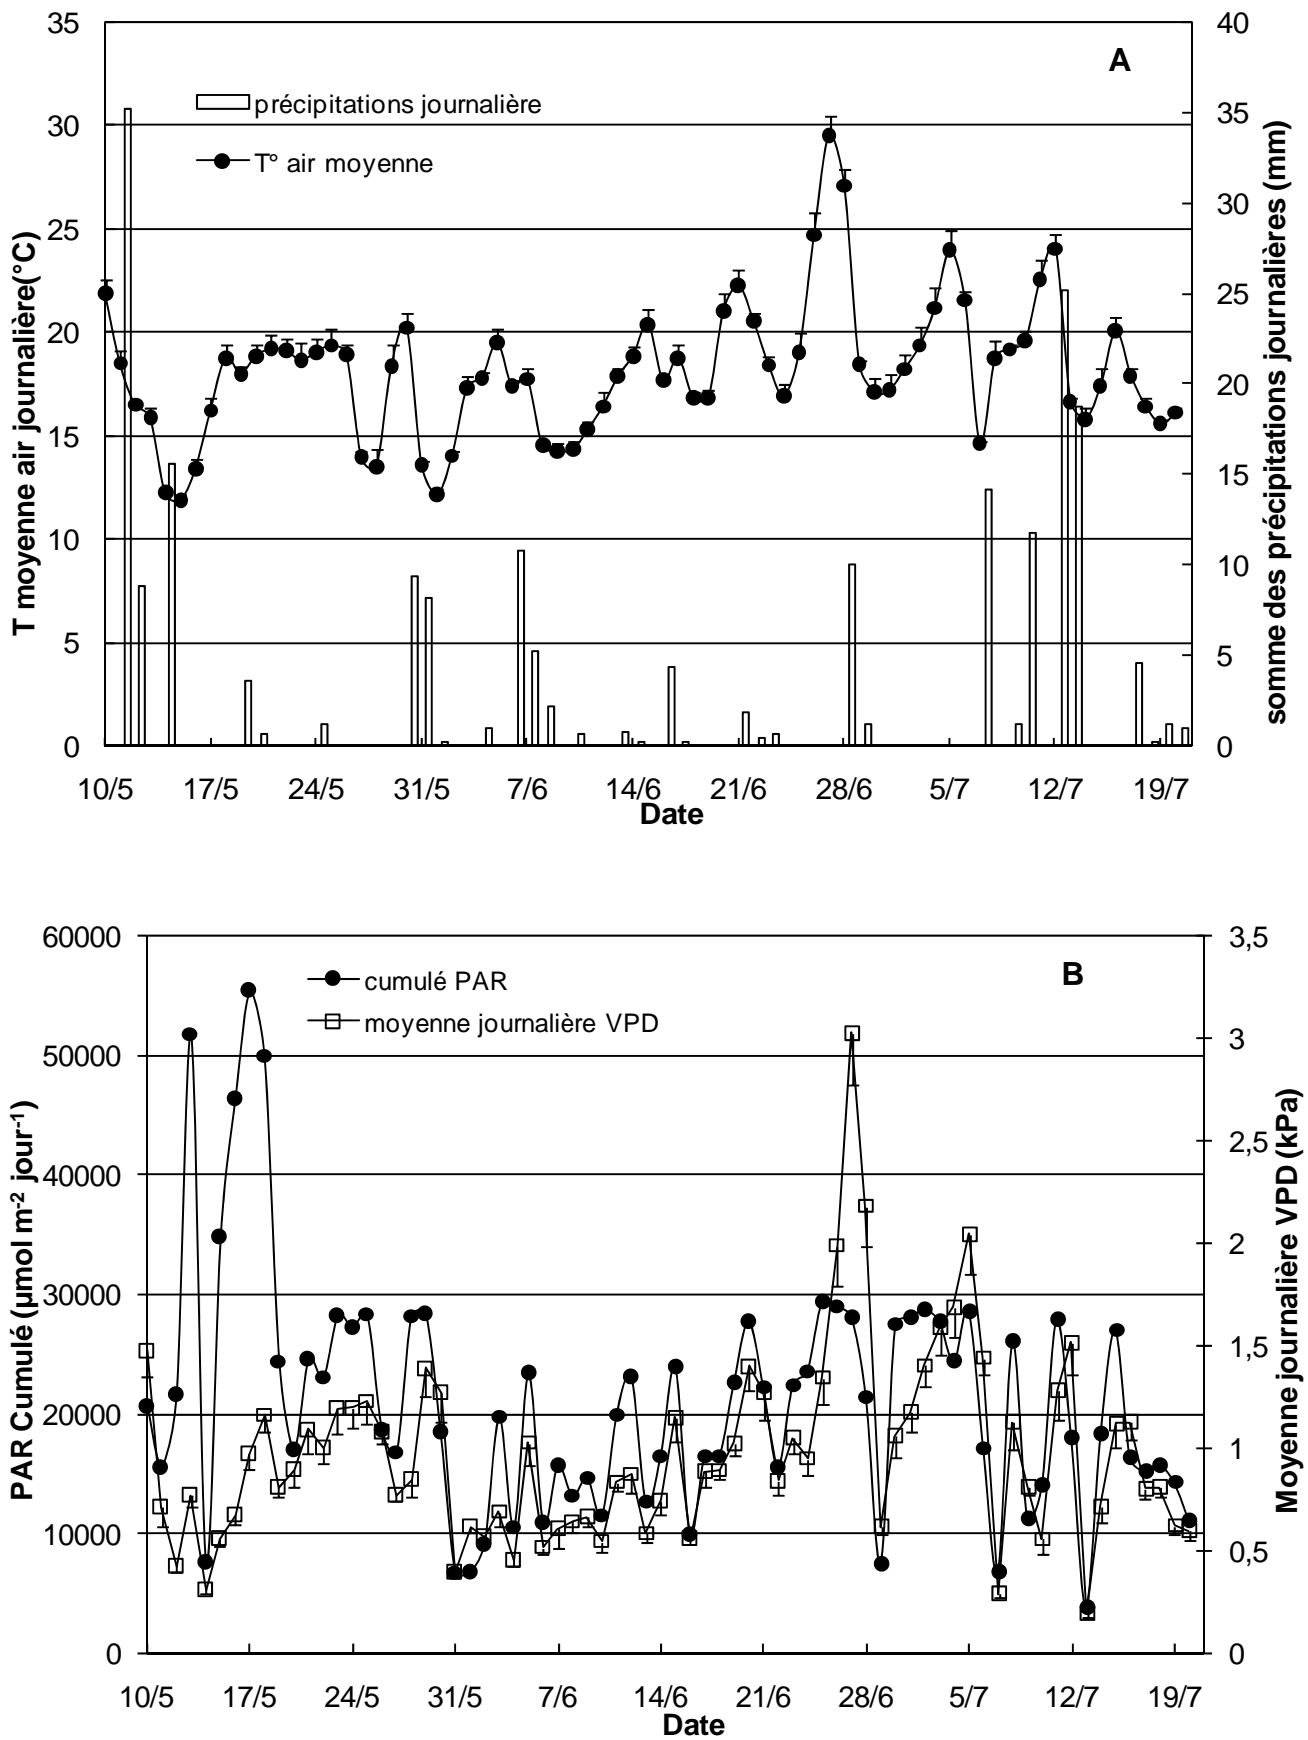 35
30
25
20
15
10
5
0
40
35
30
25
20
15
10
5
0
A
précipitations journalière
T° air moyenne
T moyenne air journalière(°C)
somme des précipitations journalières (mm)
10/5 17/5 24/5 31/5 7/6 14/6 21/6 28/6 5/7 12/7 19/7
Date
60000
50000
40000
30000
20000
10000
0
3,5
3
2,5
2
1,5
1
0,5
0
B
cumulé PAR
moyenne journalière VPD
PAR Cumulé (µmol m⁻² jour⁻¹)
Moyenne journalière VPD (kPa)
10/5 17/5 24/5 31/5 7/6 14/6 21/6 28/6 5/7 12/7 19/7
Date